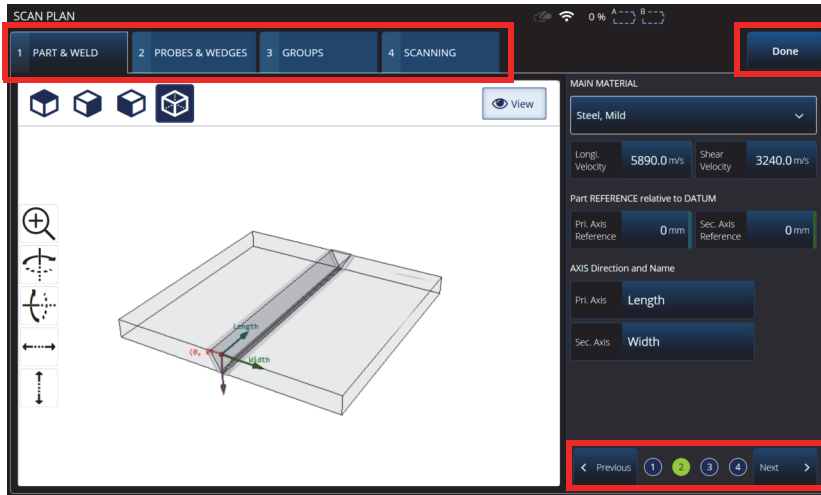 SCAN PLAN
0 % A B
1 PART & WELD 2 PROBES & WEDGES 3 GROUPS 4 SCANNING Done
View
MAIN MATERIAL
Steel, Mild
Longi. Velocity 5890.0 m/s Shear Velocity 3240.0 m/s
Part REFERENCE relative to DATUM
Pri. Axis Reference 0 mm Sec. Axis Reference 0 mm
AXIS Direction and Name
Pri. Axis Length
Sec. Axis Width
Length
(0,
Width
Previous 1 2 3 4 Next